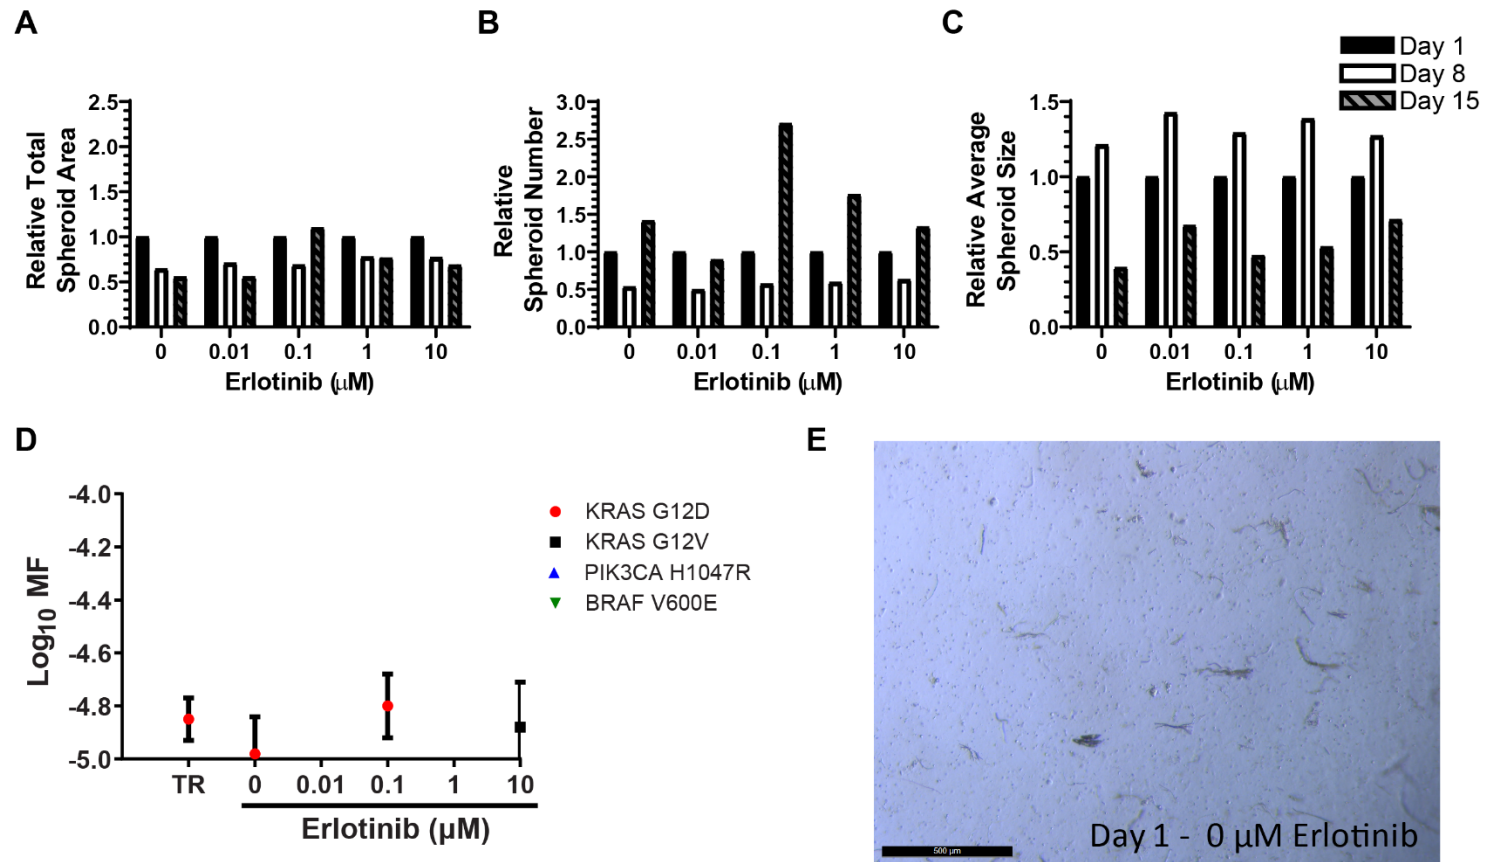 A
B
C
Day 1
Day 8
Day 15
Relative Total
Spheroid Area
2.5
2.0
1.5
1.0
0.5
0.0
0 0.01 0.1 1 10
Erlotinib (μM)
Relative
Spheroid Number
3.0
2.5
2.0
1.5
1.0
0.5
0.0
0 0.01 0.1 1 10
Erlotinib (μM)
Relative Average
Spheroid Size
1.5
1.0
0.5
0.0
0 0.01 0.1 1 10
Erlotinib (μM)
D
Log10 MF
-4.0
-4.2
-4.4
-4.6
-4.8
-5.0
TR 0 0.01 0.1 1 10
Erlotinib (μM)
KRAS G12D
KRAS G12V
PIK3CA H1047R
BRAF V600E
E
Day 1 - 0 μM Erlotinib
500 μm